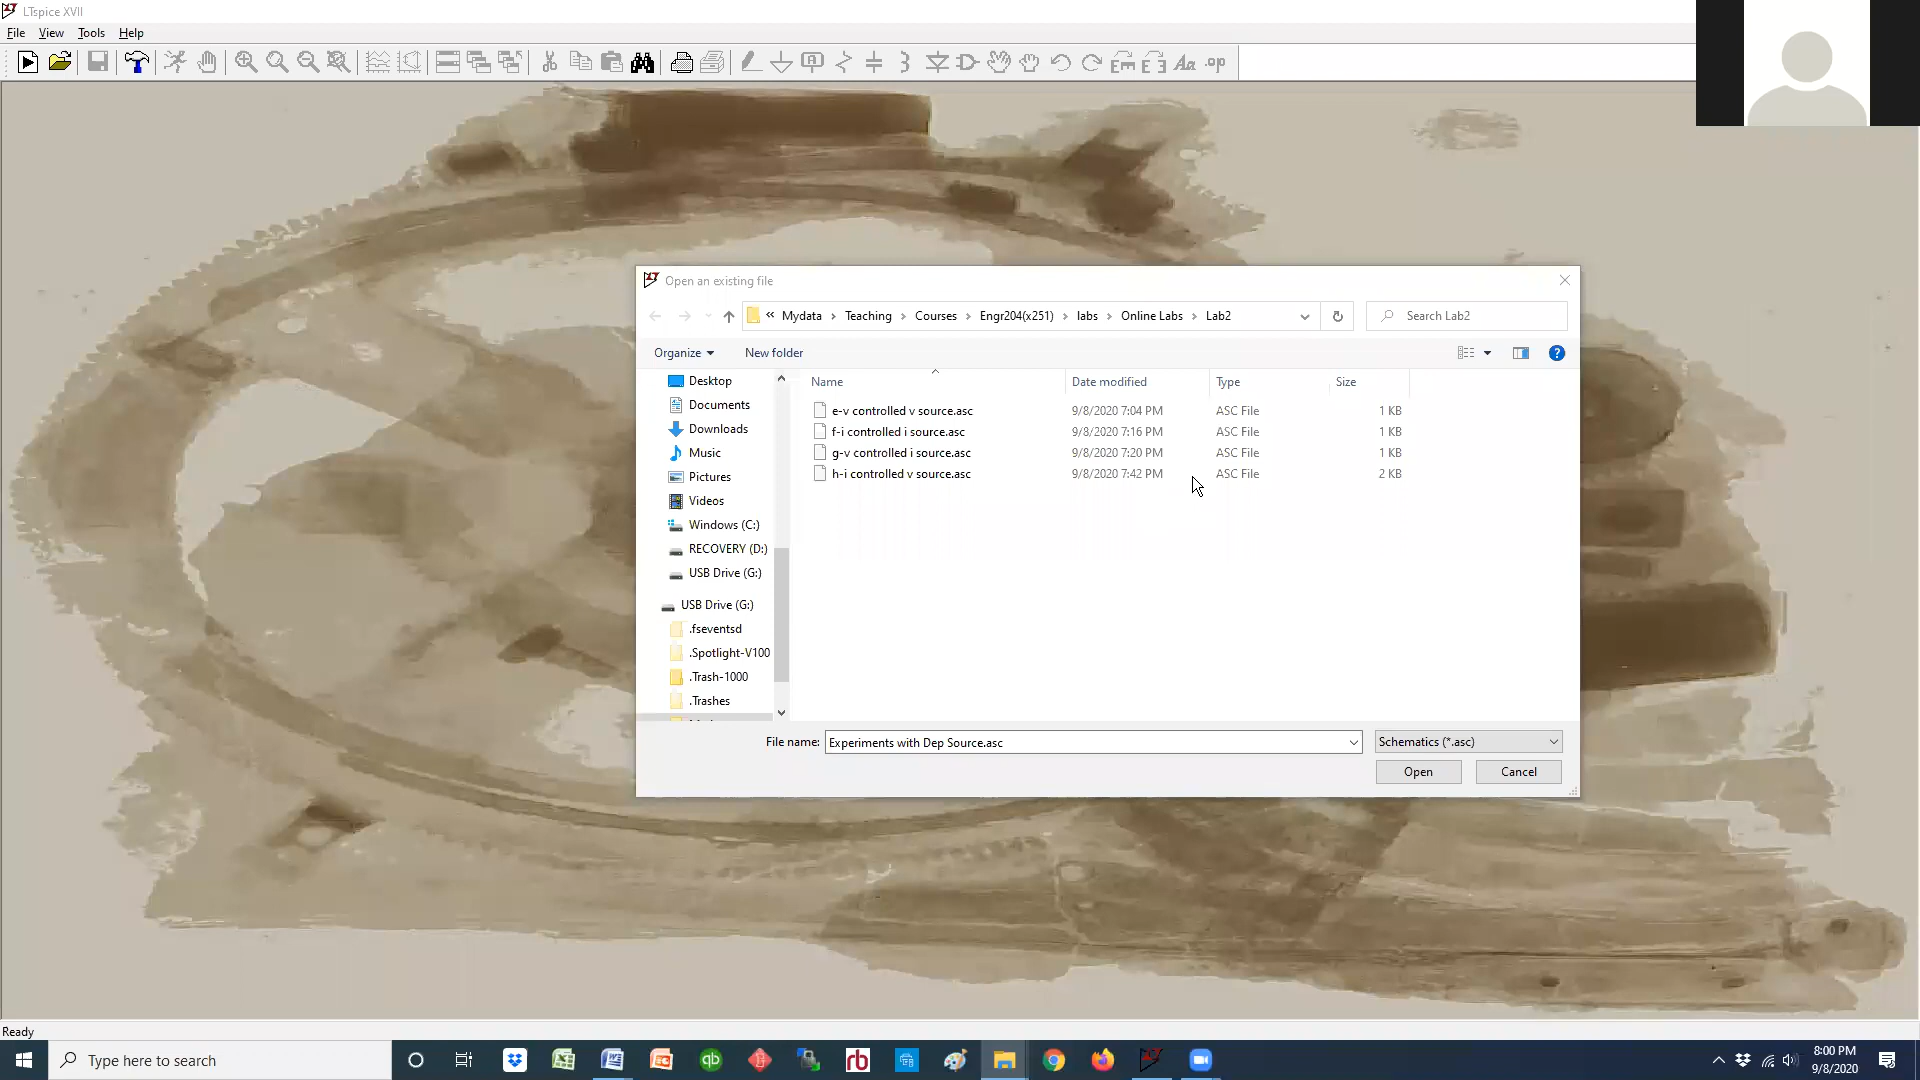 LTspice XVII
File View Tools Help
Open an existing file
« Mydata › Teaching › Courses › Engr204(x251) › labs › Online Labs › Lab2
Search Lab2
Organize New folder
Name Date modified Type Size
e-v controlled v source.asc 9/8/2020 7:04 PM ASC File 1 KB
f-i controlled i source.asc 9/8/2020 7:16 PM ASC File 1 KB
g-v controlled i source.asc 9/8/2020 7:20 PM ASC File 1 KB
h-i controlled v source.asc 9/8/2020 7:42 PM ASC File 2 KB
Desktop
Documents
Downloads
Music
Pictures
Videos
Windows (C:)
RECOVERY (D:)
USB Drive (G:)
USB Drive (G:)
.fseventsd
.Spotlight-V100
.Trash-1000
.Trashes
File name: Experiments with Dep Source.asc Schematics (*.asc)
Open Cancel
Ready
Type here to search
8:00 PM
9/8/2020